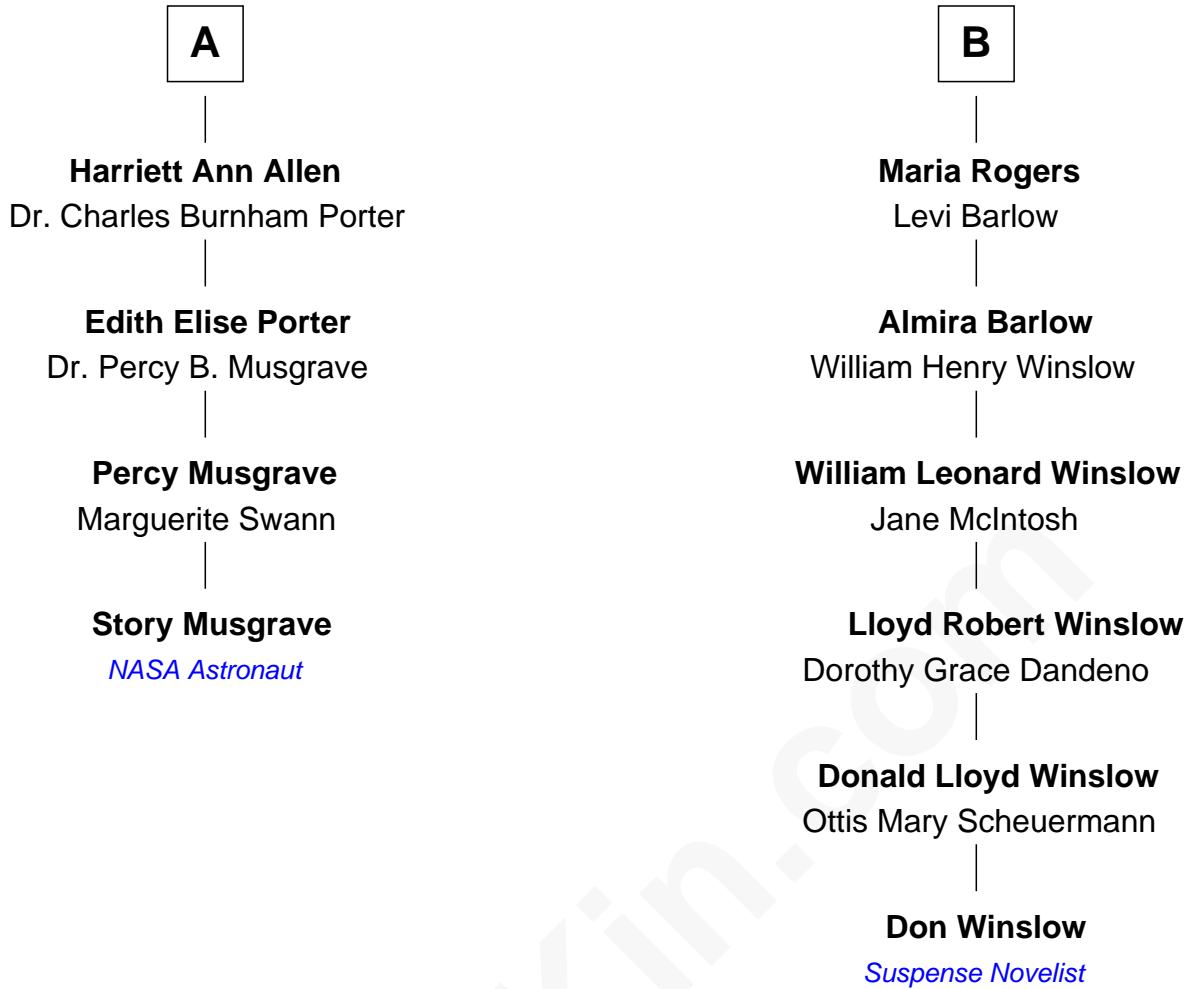 A
Harriett Ann Allen
Dr. Charles Burnham Porter
Edith Elise Porter
Dr. Percy B. Musgrave
Percy Musgrave
Marguerite Swann
Story Musgrave
NASA Astronaut
B
Maria Rogers
Levi Barlow
Almira Barlow
William Henry Winslow
William Leonard Winslow
Jane McIntosh
Lloyd Robert Winslow
Dorothy Grace Dandeno
Donald Lloyd Winslow
Ottis Mary Scheuermann
Don Winslow
Suspense Novelist
Kin.com